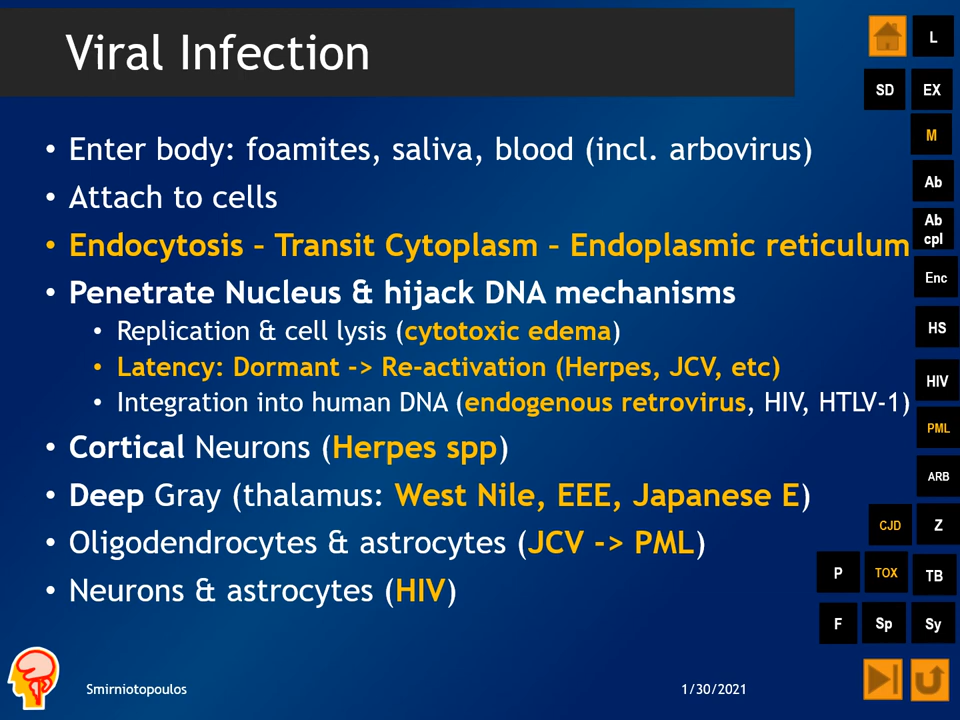 Viral Infection
L
SD
EX
M
Ab
Ab
cpl
Enc
HS
HIV
PML
ARB
CJD
Z
P
TOX
TB
F
Sp
Sy
• Enter body: foamites, saliva, blood (incl. arbovirus)
• Attach to cells
• Endocytosis – Transit Cytoplasm – Endoplasmic reticulum
• Penetrate Nucleus & hijack DNA mechanisms
• Replication & cell lysis (cytotoxic edema)
• Latency: Dormant -> Re-activation (Herpes, JCV, etc)
• Integration into human DNA (endogenous retrovirus, HIV, HTLV-1)
• Cortical Neurons (Herpes spp)
• Deep Gray (thalamus: West Nile, EEE, Japanese E)
• Oligodendrocytes & astrocytes (JCV -> PML)
• Neurons & astrocytes (HIV)
Smirniotopoulos
1/30/2021